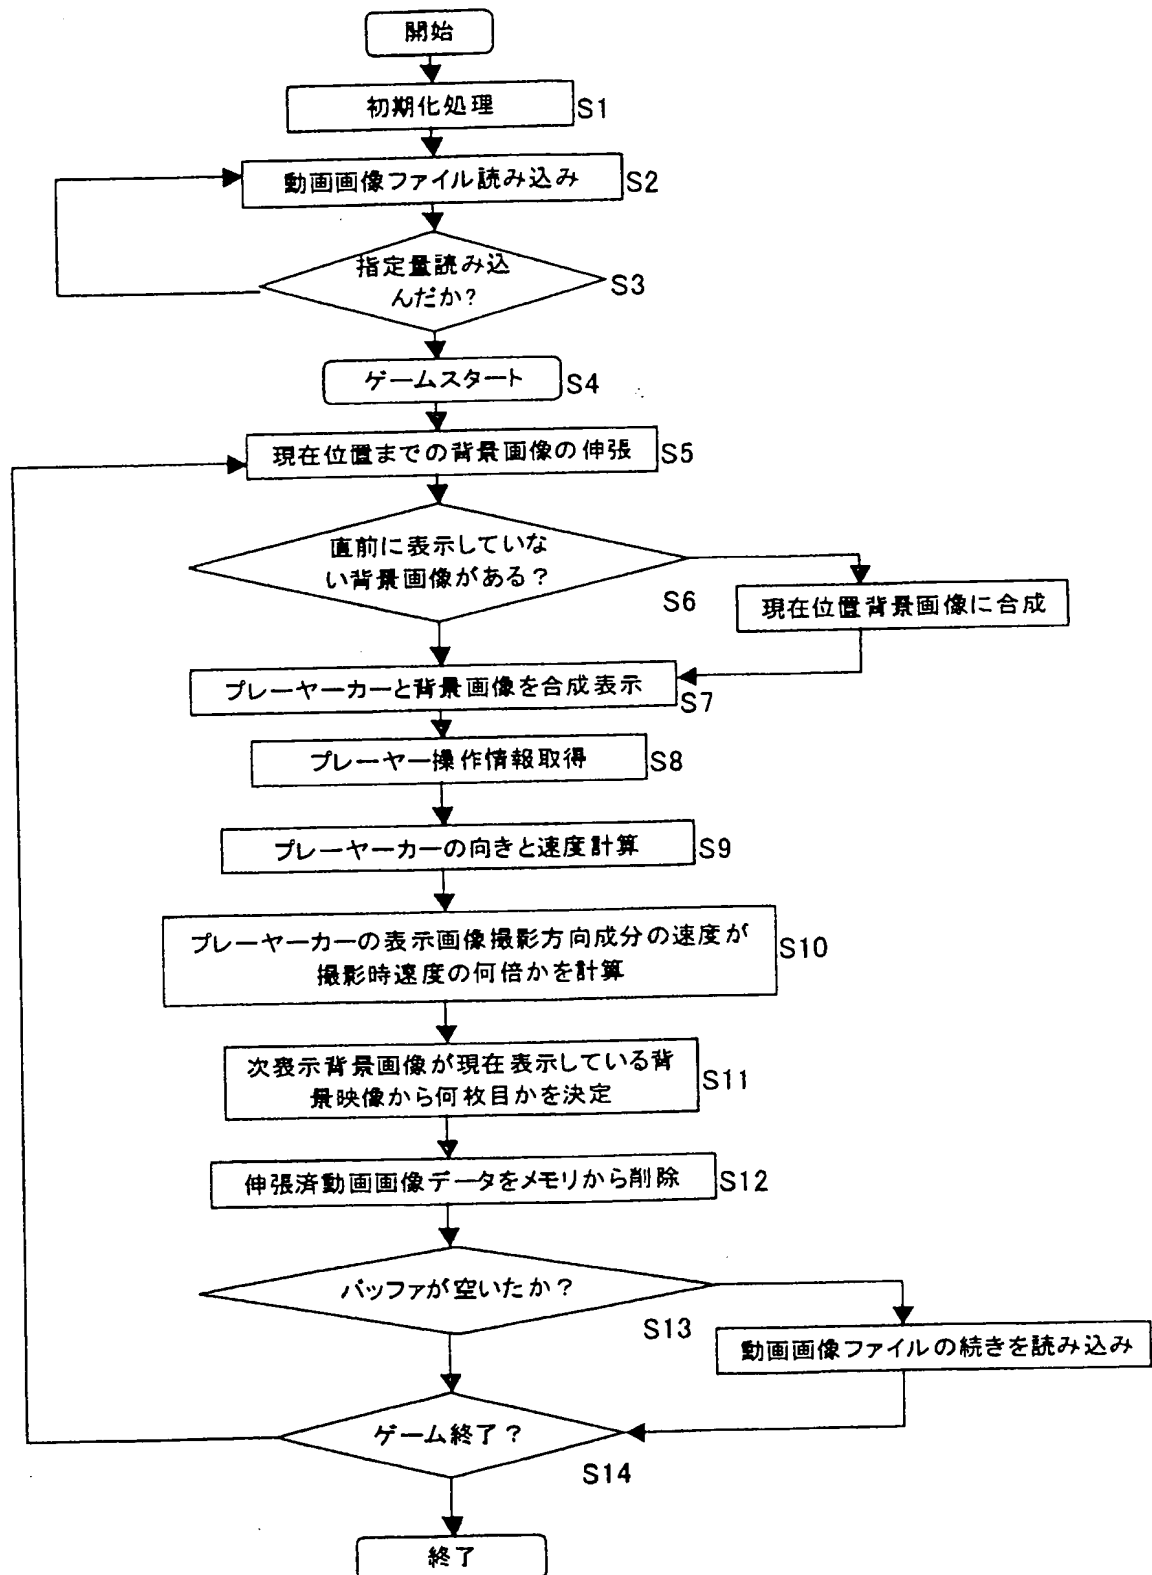 開始
初期化処理
S1
動画画像ファイル読み込み
S2
指定量読み込
んだか?
S3
ゲームスタート
S4
現在位置までの背景画像の伸張
S5
直前に表示していな
い背景画像がある?
S6
現在位置背景画像に合成
プレーヤーカーと背景画像を合成表示
S7
プレーヤー操作情報取得
S8
プレーヤーカーの向きと速度計算
S9
プレーヤーカーの表示画像撮影方向成分の速度が
撮影時速度の何倍かを計算
S10
次表示背景画像が現在表示している背
景映像から何枚目かを決定
S11
伸張済動画画像データをメモリから削除
S12
バッファが空いたか?
S13
動画画像ファイルの続きを読み込み
ゲーム終了?
S14
終了